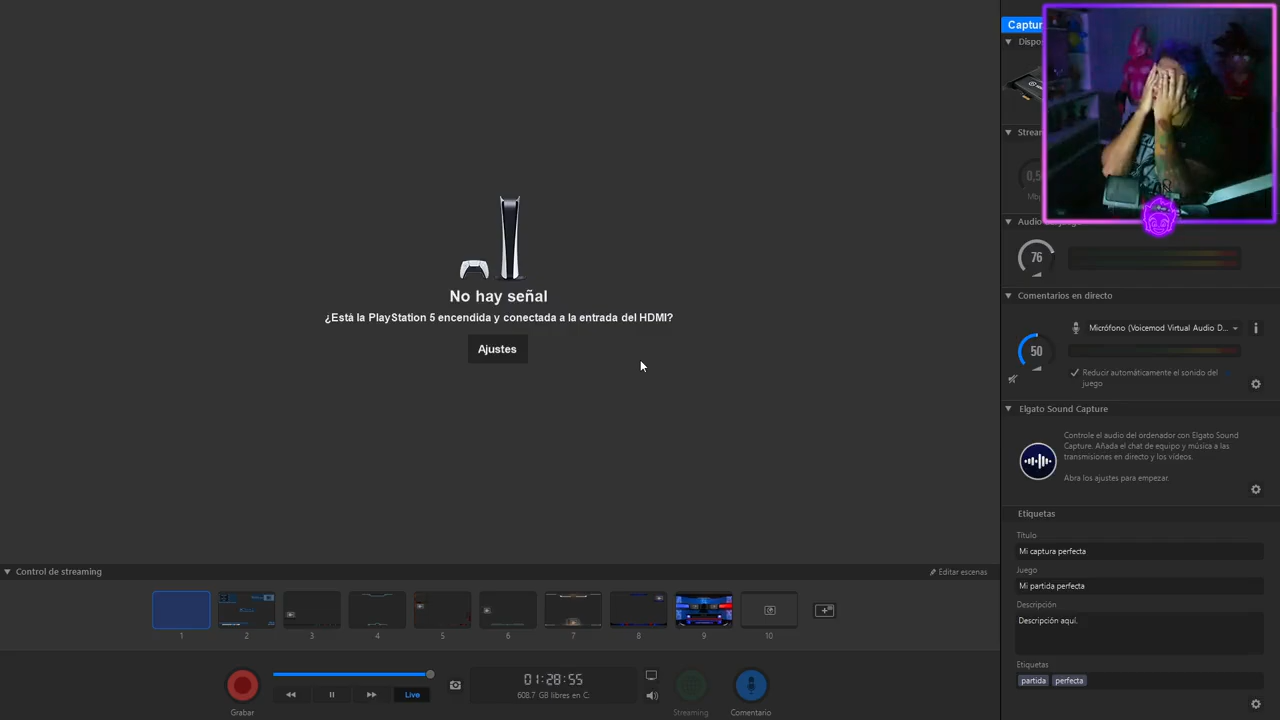 Captur
Dispo
Strea
0,5
Mb
Audio de
76
No hay señal
¿Está la PlayStation 5 encendida y conectada a la entrada del HDMI?
Ajustes
Comentarios en directo
Micrófono (Voicemod Virtual Audio D...
50
Reducir automáticamente el sonido del
juego
Elgato Sound Capture
Controle el audio del ordenador con Elgato Sound
Capture. Añada el chat de equipo y música a las
transmisiones en directo y los vídeos.
Abra los ajustes para empezar.
Etiquetas
Título
Mi captura perfecta
Juego
Mi partida perfecta
Descripción
Descripción aquí.
Etiquetas
partida perfecta
Control de streaming
Editar escenas
1 2 3 4 5 6 7 8 9 10
Live
01:28:55
608.7 GB libres en C:
Grabar
Streaming
Comentario